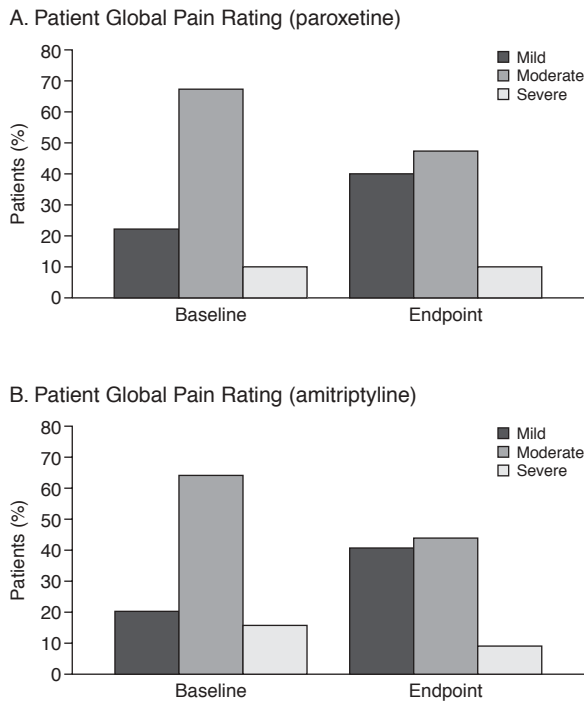 A. Patient Global Pain Rating (paroxetine)
80
70
60
50
40
30
20
10
0
Patients (%)
Mild
Moderate
Severe
Baseline
Endpoint
B. Patient Global Pain Rating (amitriptyline)
80
70
60
50
40
30
20
10
0
Patients (%)
Mild
Moderate
Severe
Baseline
Endpoint